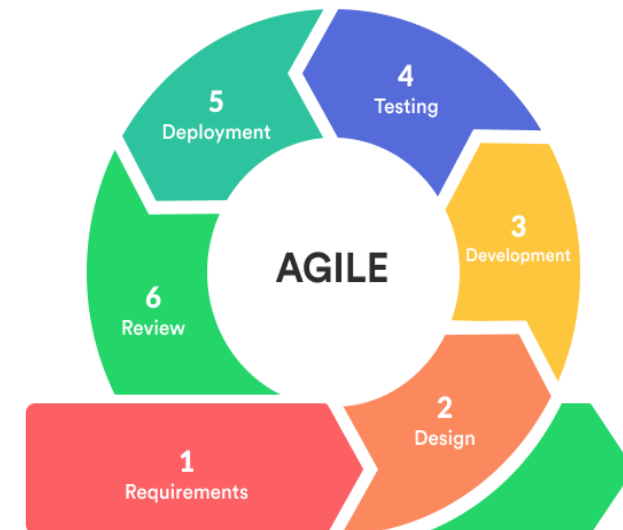 4
Testing
5
Deployment
3
Development
AGILE
6
Review
2
Design
1
Requirements